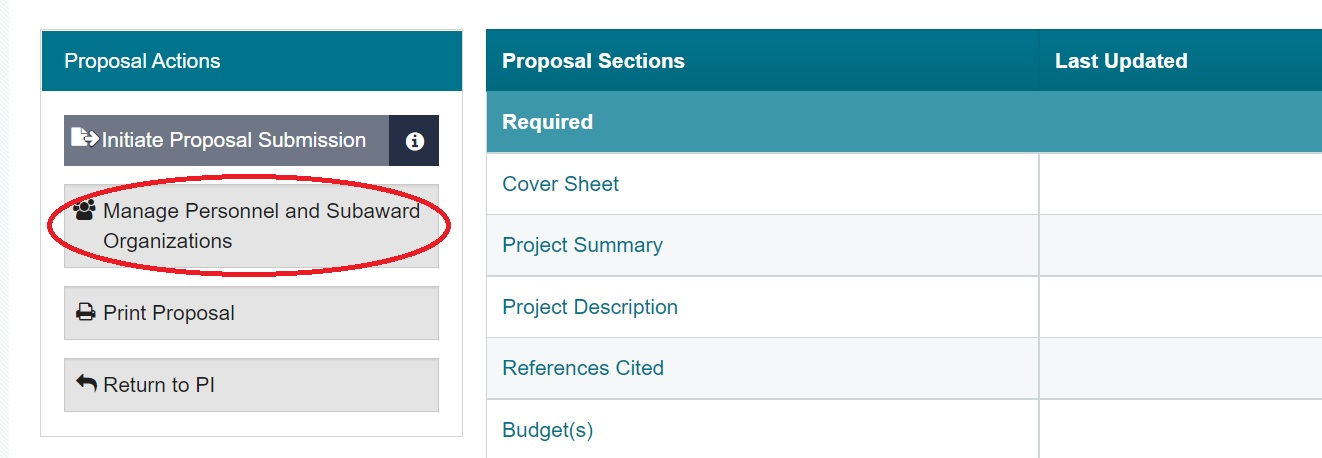 Proposal Actions
Initiate Proposal Submission
Manage Personnel and Subaward
Organizations
Print Proposal
Return to PI
Proposal Sections
Last Updated
Required
Cover Sheet
Project Summary
Project Description
References Cited
Budget(s)